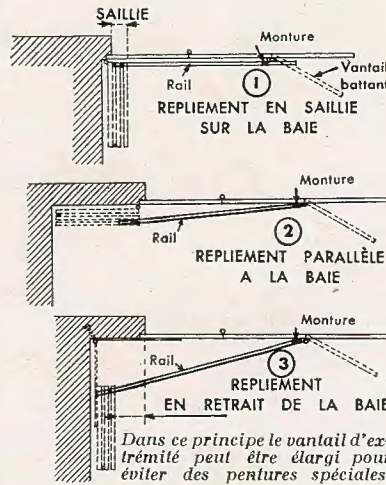 SAILLIE
Monture
Vantail
battant
Rail
1
REPLIEMENT EN SAILLIE
SUR LA BAIE
Monture
Rail
2
REPLIEMENT PARALLÈLE
A LA BAIE
Monture
Rail
3
REPLIEMENT
EN RETRAIT DE LA BAIE
Dans ce principe le vantail d'ex-
trémité peut être élargi pour
éviter des pentures spéciales.